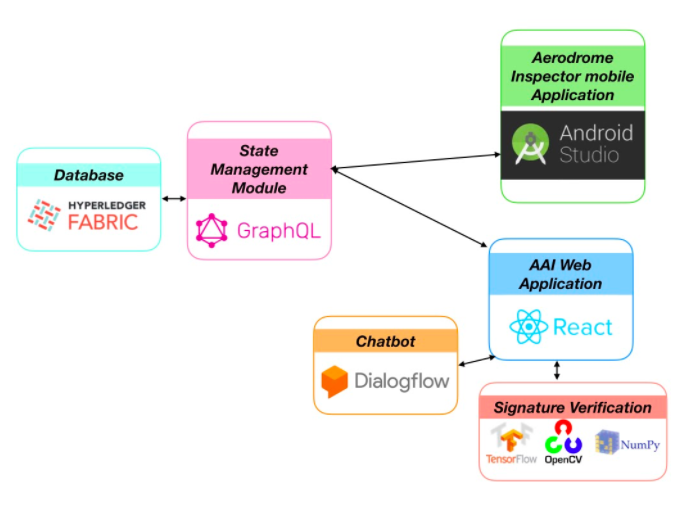 Aerodrome
Inspector mobile
Application
Android
Studio
State
Management
Module
GraphQL
Database
HYPERLEDGER
FABRIC
AAI Web
Application
React
Chatbot
Dialogflow
Signature Verification
TensorFlow
OpenCV
NumPy